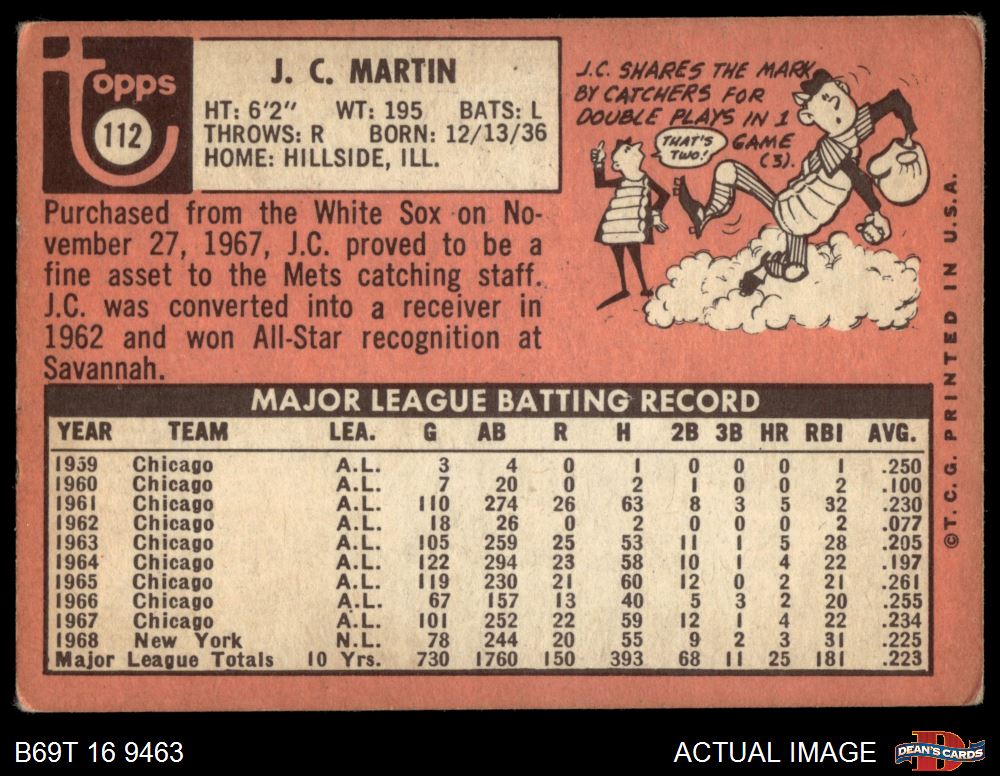 Topps
112
J. C. MARTIN
HT: 6'2" WT: 195 BATS: L
THROWS: R BORN: 12/13/36
HOME: HILLSIDE, ILL.
J.C. SHARES THE MARK
BY CATCHERS FOR
DOUBLE PLAYS IN 1
GAME
(3).
THAT'S
TWO!
Purchased from the White Sox on No-
vember 27, 1967, J.C. proved to be a
fine asset to the Mets catching staff.
J.C. was converted into a receiver in
1962 and won All-Star recognition at
Savannah.
MAJOR LEAGUE BATTING RECORD
YEAR TEAM LEA. G AB R H 2B 3B HR RBI AVG.
1959 Chicago A.L. 3 4 0 1 0 0 0 1 .250
1960 Chicago A.L. 7 20 0 2 1 0 0 2 .100
1961 Chicago A.L. 110 274 26 63 8 3 5 32 .230
1962 Chicago A.L. 18 26 0 2 0 0 0 2 .077
1963 Chicago A.L. 105 259 25 53 11 1 5 28 .205
1964 Chicago A.L. 122 294 23 58 10 1 4 22 .197
1965 Chicago A.L. 119 230 21 60 12 0 2 21 .261
1966 Chicago A.L. 67 157 13 40 5 3 2 20 .255
1967 Chicago A.L. 101 252 22 59 12 1 4 22 .234
1968 New York N.L. 78 244 20 55 9 2 3 31 .225
Major League Totals 10 Yrs. 730 1760 150 393 68 11 25 181 .223
©T. C. G. PRINTED IN U.S.A.
B69T 16 9463
ACTUAL IMAGE
DEAN'S CARDS